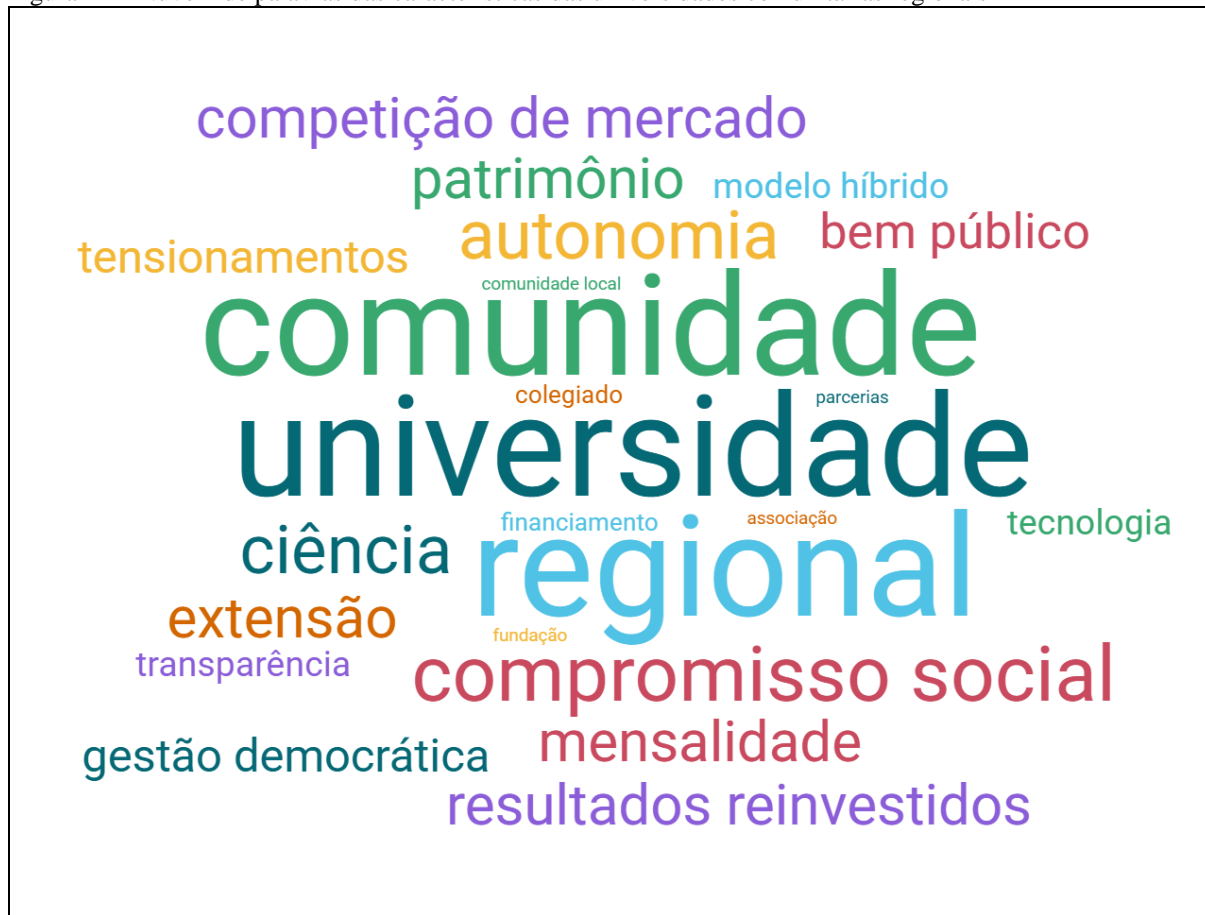 competição de mercado
patrimônio
modelo híbrido
autonomia
bem público
tensionamentos
comunidade local
comunidade
colegiado
parcerias
universidade
financiamento
associação
tecnologia
ciência
regional
extensão
fundação
transparência
compromisso social
mensalidade
gestão democrática
resultados reinvestidos